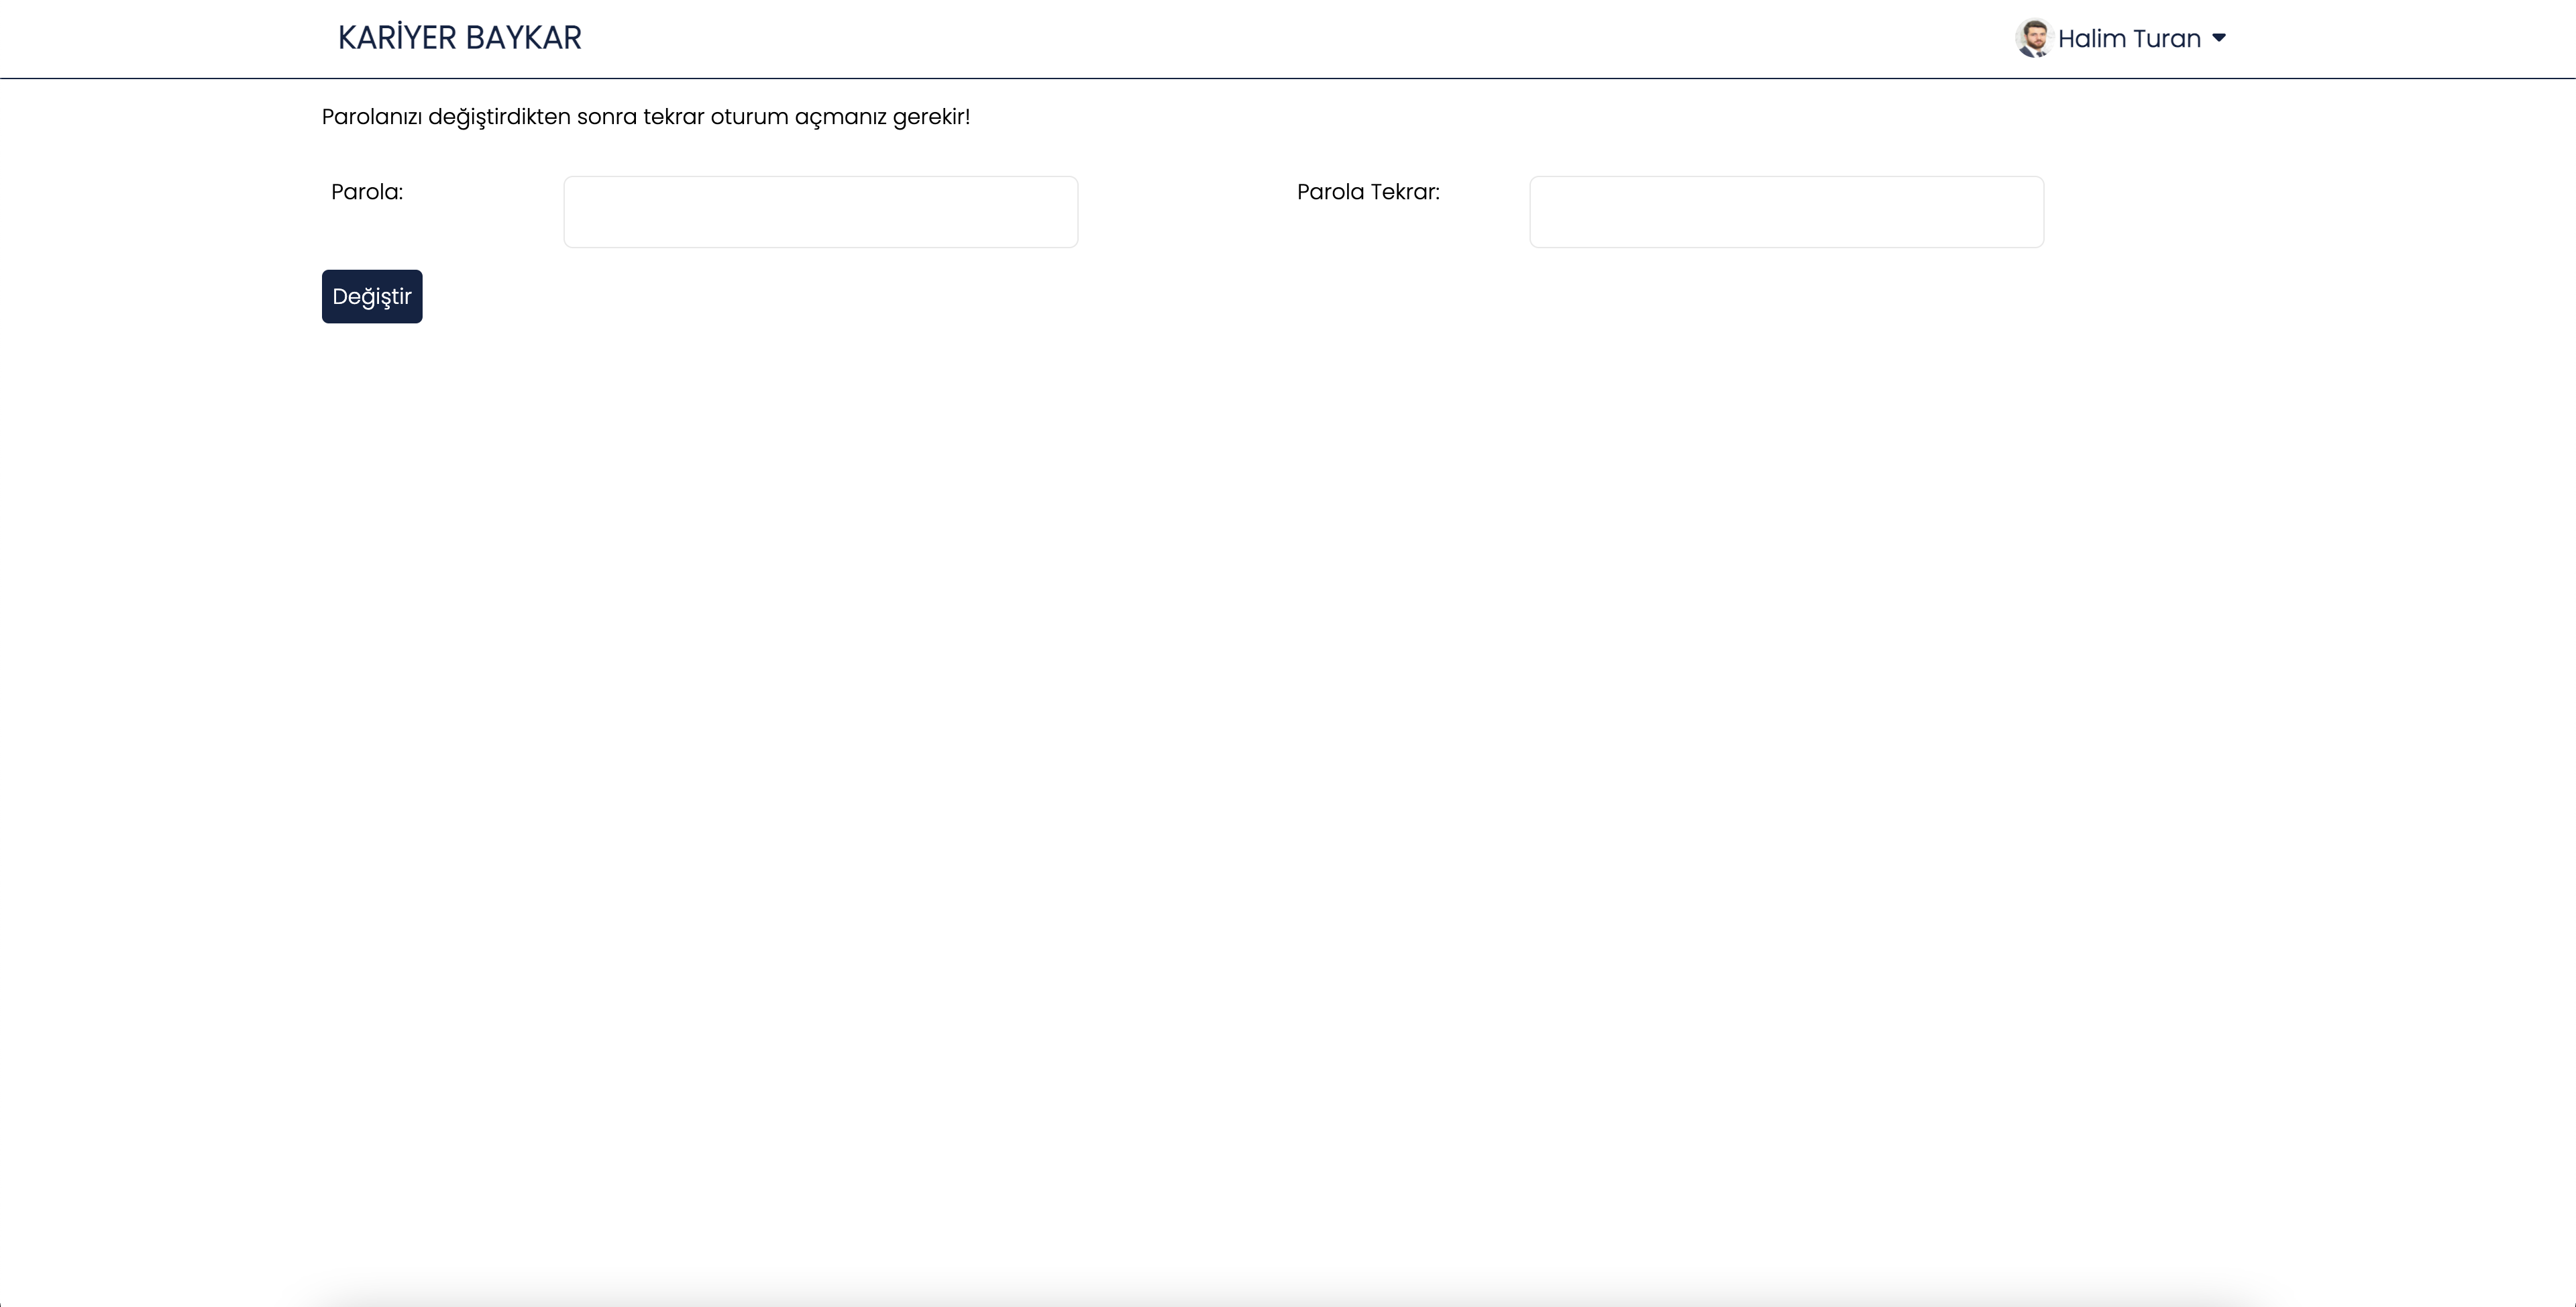 KARİYER BAYKAR
Halim Turan
Parolanızı değiştirdikten sonra tekrar oturum açmanız gerekir!
Parola:
Parola Tekrar:
Değiştir